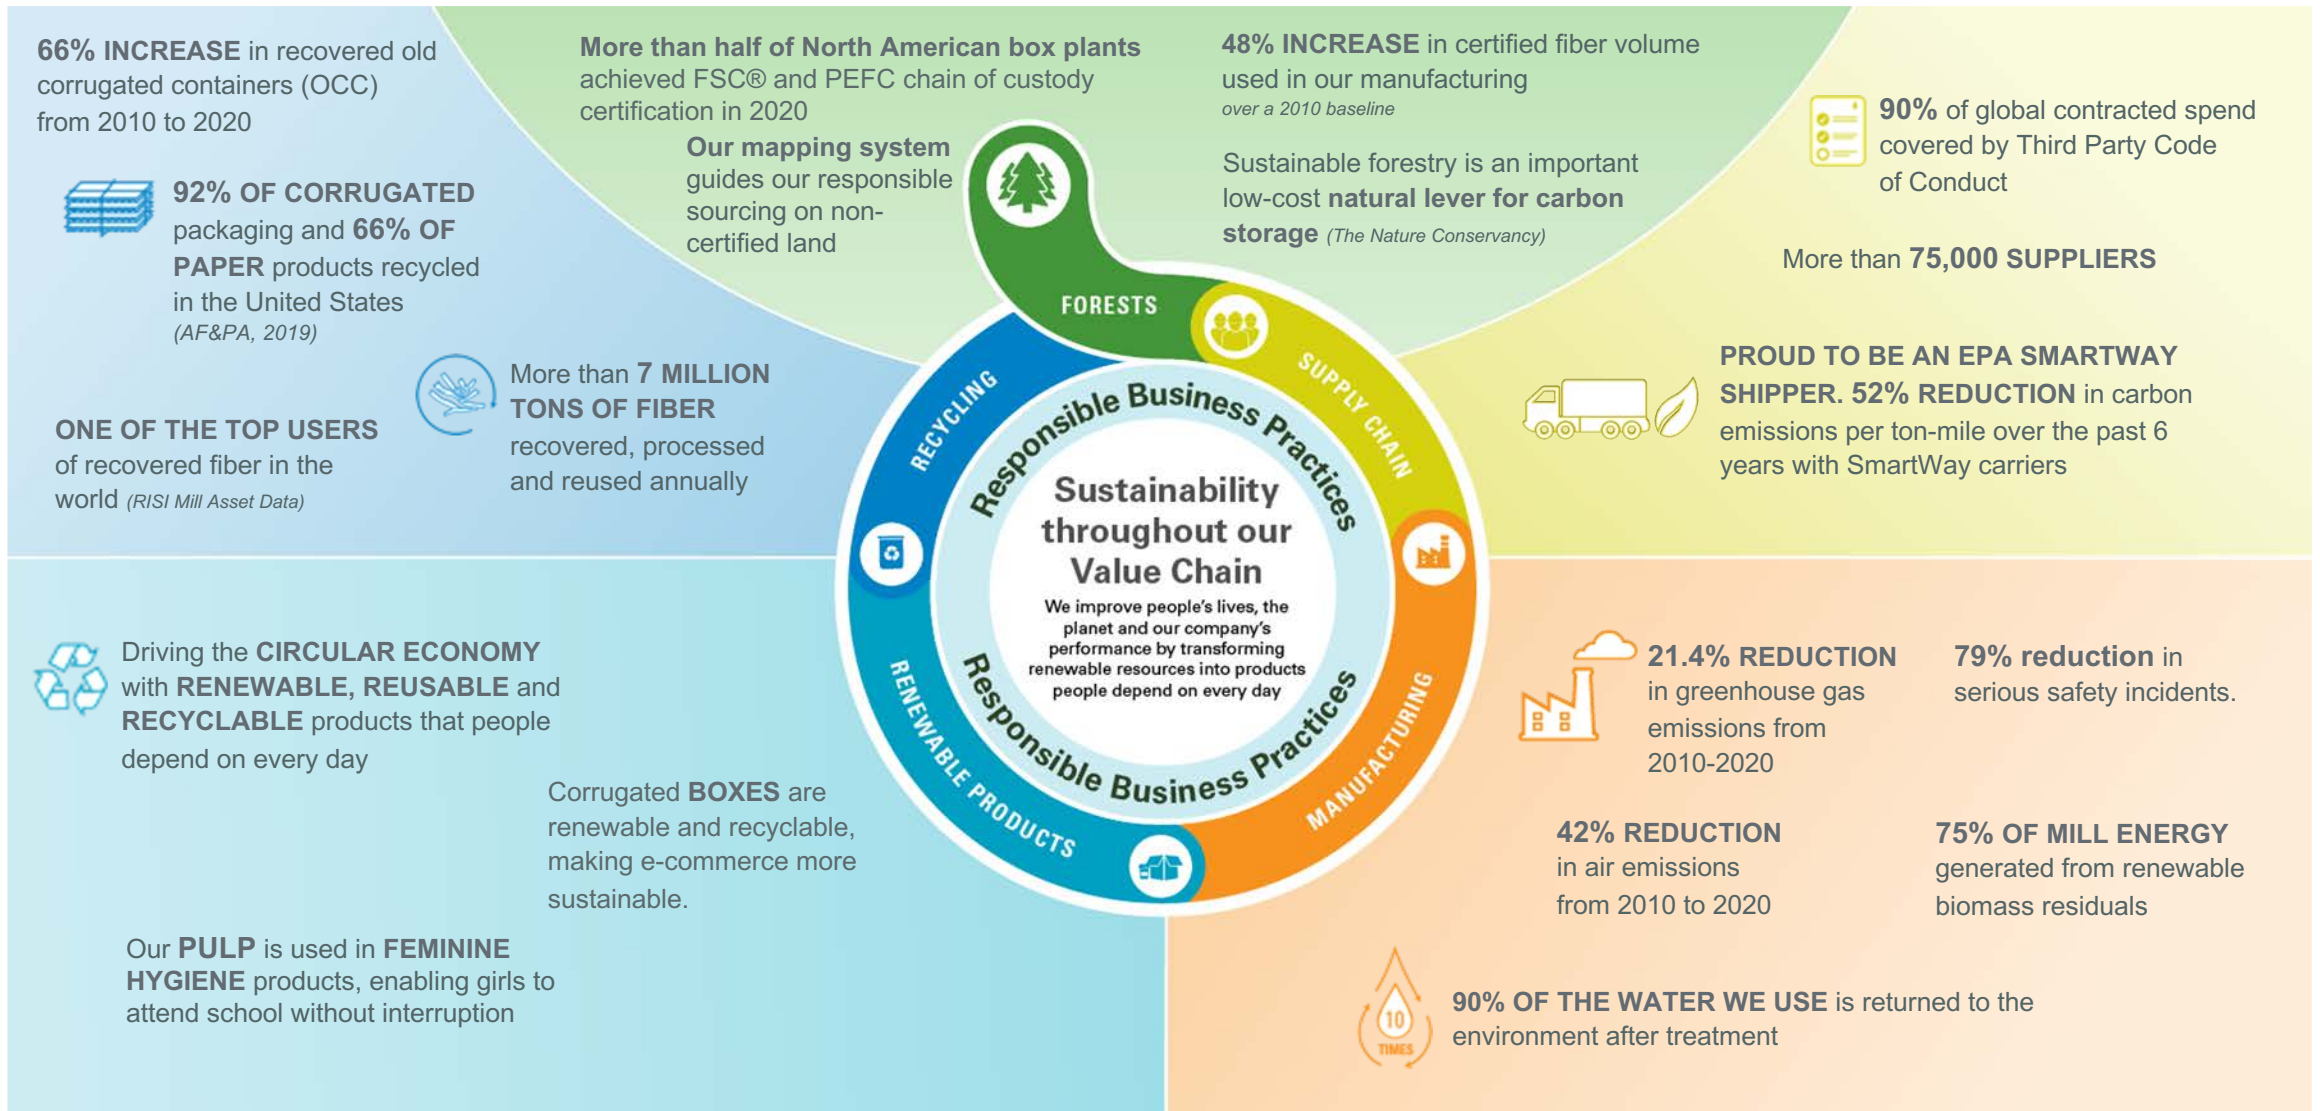 66% INCREASE in recovered old
corrugated containers (OCC)
from 2010 to 2020
92% OF CORRUGATED
packaging and 66% OF
PAPER products recycled
in the United States
(AF&PA, 2019)
More than 7 MILLION
TONS OF FIBER
recovered, processed
and reused annually
ONE OF THE TOP USERS
of recovered fiber in the
world (RISI Mill Asset Data)
More than half of North American box plants
achieved FSC® and PEFC chain of custody
certification in 2020
Our mapping system
guides our responsible
sourcing on non-
certified land
48% INCREASE in certified fiber volume
used in our manufacturing
over a 2010 baseline
Sustainable forestry is an important
low-cost natural lever for carbon
storage (The Nature Conservancy)
90% of global contracted spend
covered by Third Party Code
of Conduct
More than 75,000 SUPPLIERS
PROUD TO BE AN EPA SMARTWAY
SHIPPER. 52% REDUCTION in carbon
emissions per ton-mile over the past 6
years with SmartWay carriers
FORESTS
SUPPLY CHAIN
MANUFACTURING
RENEWABLE PRODUCTS
RECYCLING
Responsible Business Practices
Sustainability
throughout our
Value Chain
We improve people's lives, the
planet and our company's
performance by transforming
renewable resources into products
people depend on every day
Responsible Business Practices
Driving the CIRCULAR ECONOMY
with RENEWABLE, REUSABLE and
RECYCLABLE products that people
depend on every day
Corrugated BOXES are
renewable and recyclable,
making e-commerce more
sustainable.
Our PULP is used in FEMININE
HYGIENE products, enabling girls to
attend school without interruption
21.4% REDUCTION
in greenhouse gas
emissions from
2010-2020
79% reduction in
serious safety incidents.
42% REDUCTION
in air emissions
from 2010 to 2020
75% OF MILL ENERGY
generated from renewable
biomass residuals
10
TIMES
90% OF THE WATER WE USE is returned to the
environment after treatment